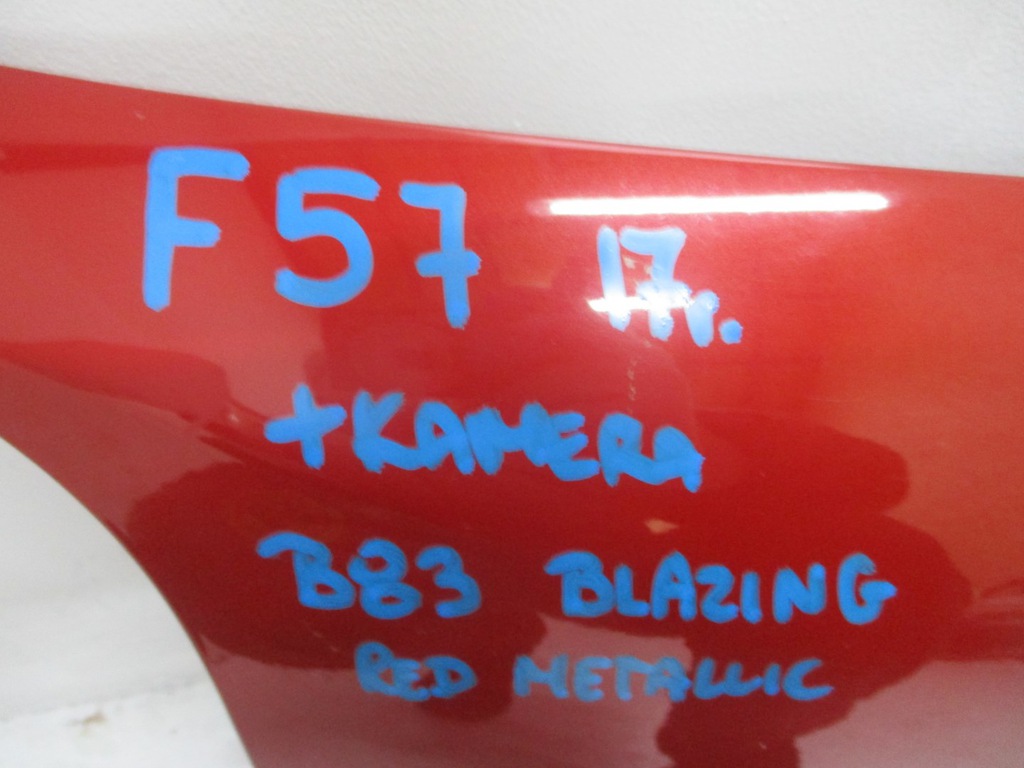 F57 17r.
+KAMERA
B83 BLAZING
RED METALLIC